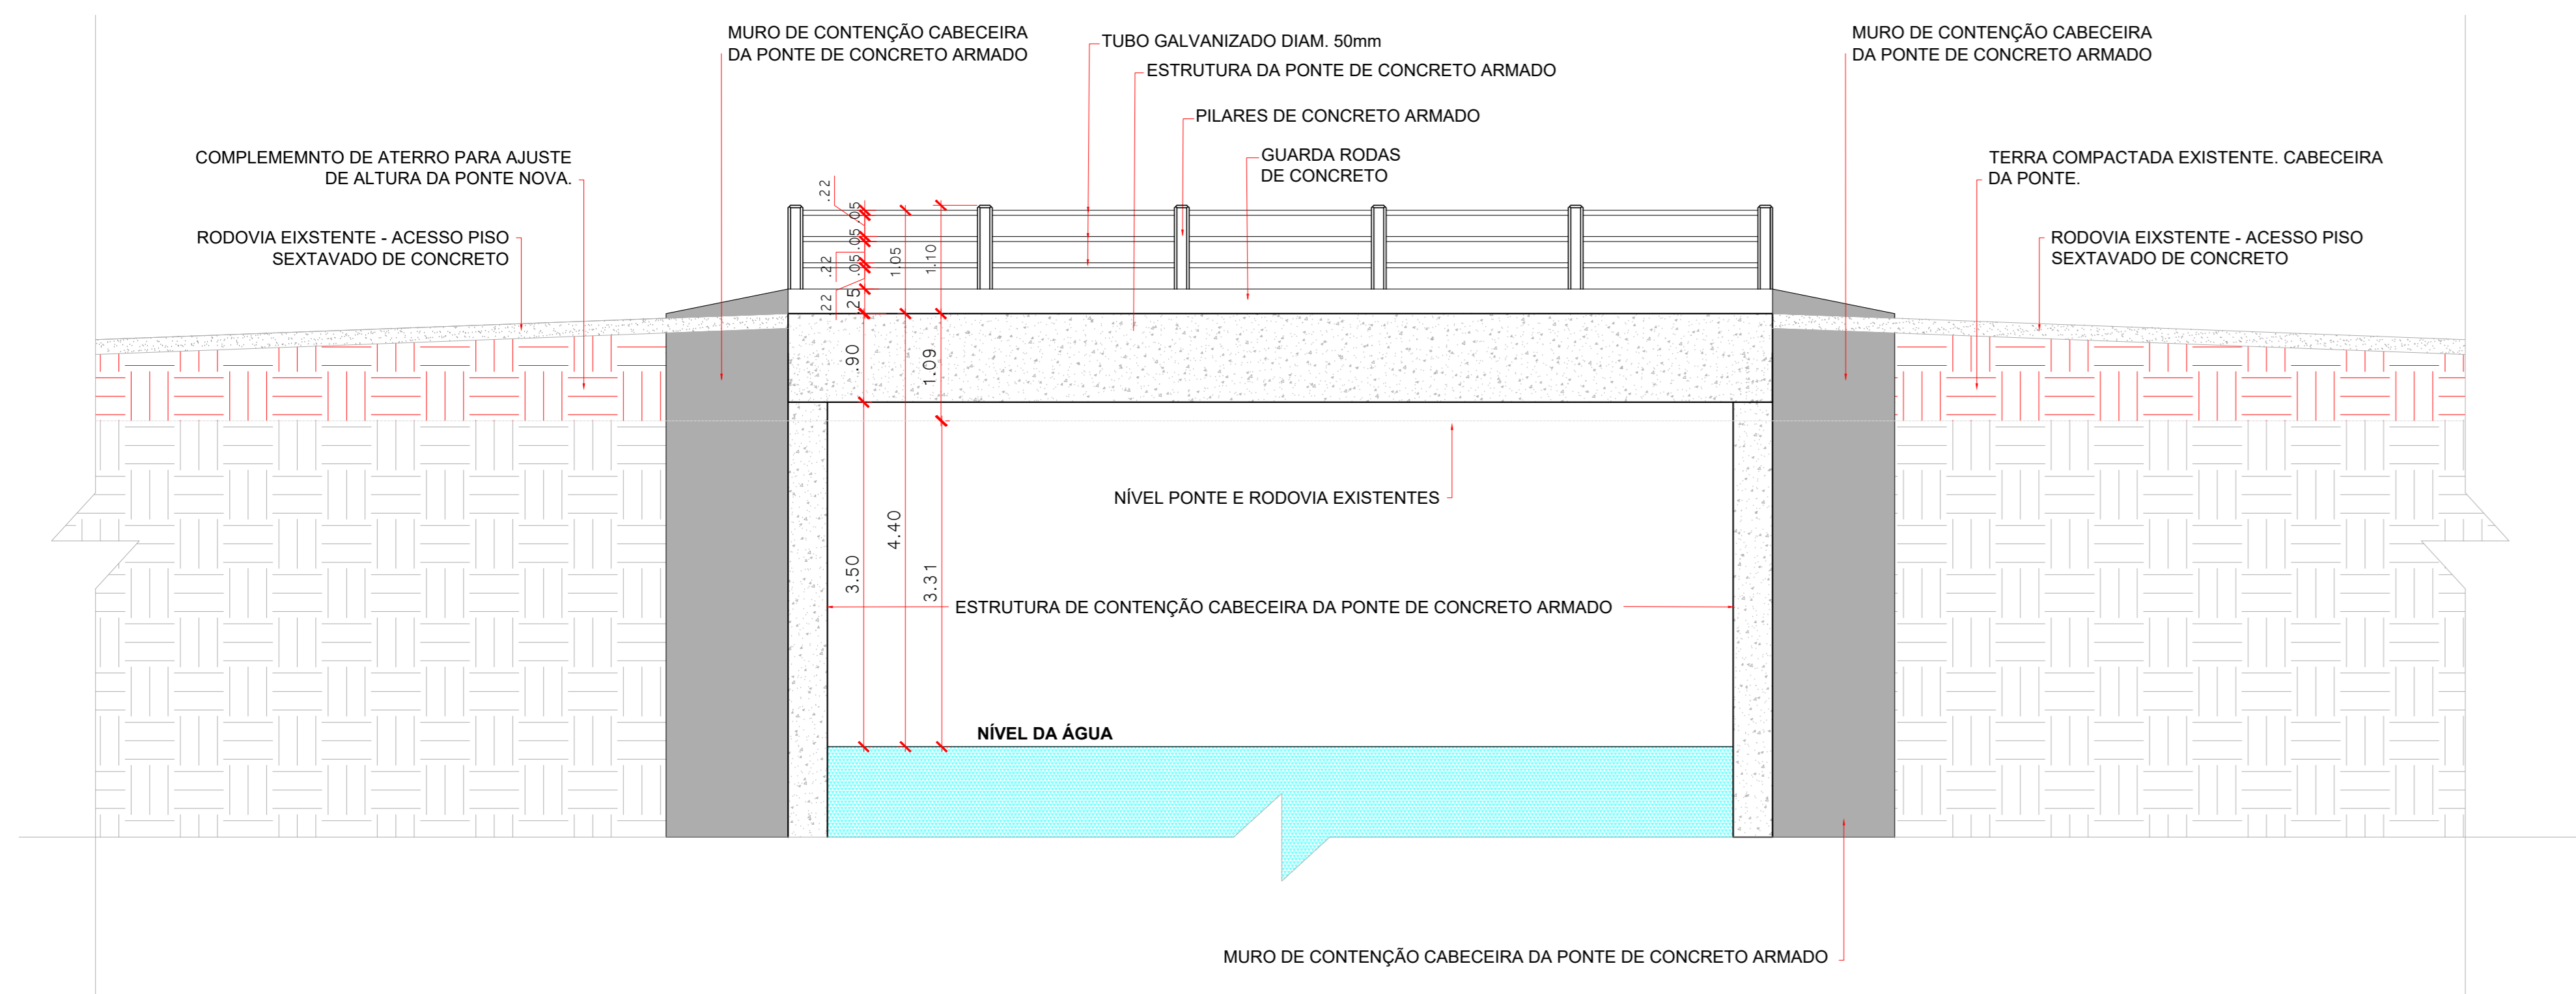 MURO DE CONTENÇÃO CABECEIRA
DA PONTE DE CONCRETO ARMADO
TUBO GALVANIZADO DIAM. 50mm
ESTRUTURA DA PONTE DE CONCRETO ARMADO
PILARES DE CONCRETO ARMADO
GUARDA RODAS
DE CONCRETO
MURO DE CONTENÇÃO CABECEIRA
DA PONTE DE CONCRETO ARMADO
COMPLEMEMNTO DE ATERRO PARA AJUSTE
DE ALTURA DA PONTE NOVA.
TERRA COMPACTADA EXISTENTE. CABECEIRA
DA PONTE.
RODOVIA EIXSTENTE - ACESSO PISO
SEXTAVADO DE CONCRETO
RODOVIA EIXSTENTE - ACESSO PISO
SEXTAVADO DE CONCRETO
.22
.05
.05
.22
.05
1.05
1.10
.22
.25
.90
1.09
NÍVEL PONTE E RODOVIA EXISTENTES
4.40
3.50
3.31
ESTRUTURA DE CONTENÇÃO CABECEIRA DA PONTE DE CONCRETO ARMADO
NÍVEL DA ÁGUA
MURO DE CONTENÇÃO CABECEIRA DA PONTE DE CONCRETO ARMADO